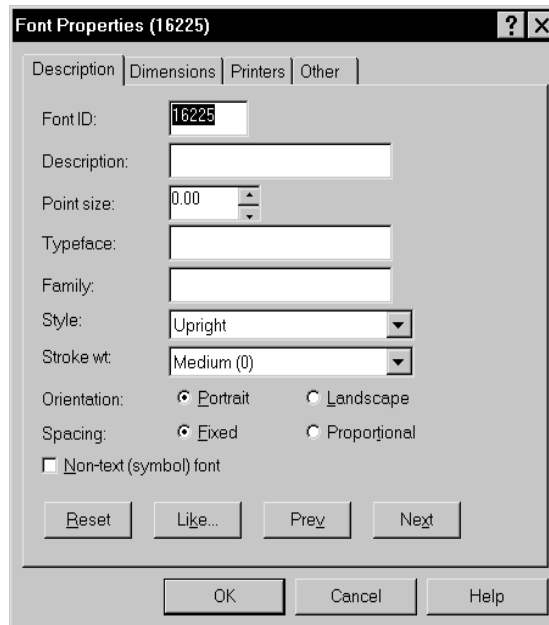 Font Properties (16225)
Description Dimensions Printers Other
Font ID: 16225
Description:
Point size: 0.00
Typeface:
Family:
Style: Upright
Stroke wt: Medium (0)
Orientation: Portrait Landscape
Spacing: Fixed Proportional
Non-text (symbol) font
Reset Like... Prev Next
OK Cancel Help